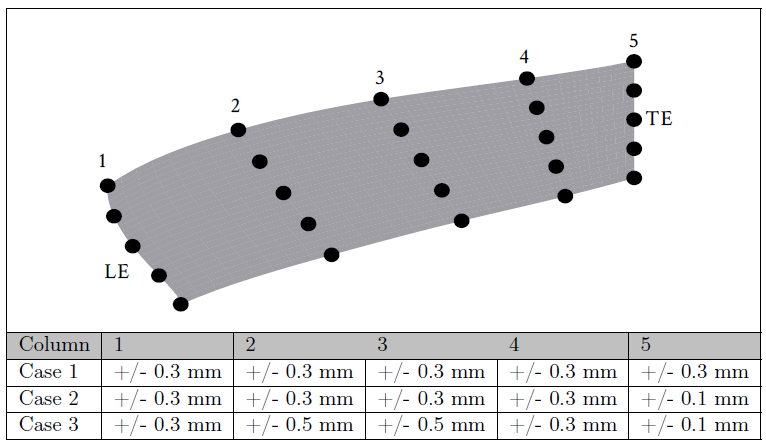 5
4
3
2
TE
1
LE
Column 1 2 3 4 5
Case 1 +/- 0.3 mm +/- 0.3 mm +/- 0.3 mm +/- 0.3 mm +/- 0.3 mm
Case 2 +/- 0.3 mm +/- 0.3 mm +/- 0.3 mm +/- 0.3 mm +/- 0.1 mm
Case 3 +/- 0.3 mm +/- 0.5 mm +/- 0.5 mm +/- 0.3 mm +/- 0.1 mm